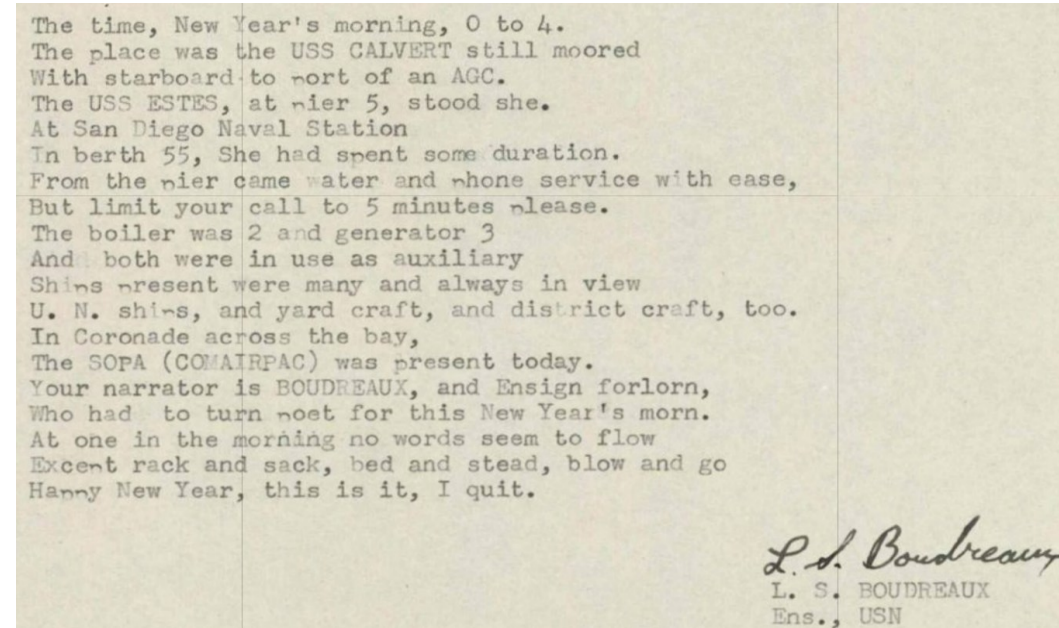 The time, New Year's morning, 0 to 4.
The place was the USS CALVERT still moored
With starboard to port of an AGC.
The USS ESTES, at pier 5, stood she.
At San Diego Naval Station
In berth 55, She had spent some duration.
From the pier came water and phone service with ease,
But limit your call to 5 minutes please.
The boiler was 2 and generator 3
And both were in use as auxiliary
Ships present were many and always in view
U. N. ships, and yard craft, and district craft, too.
In Coronade across the bay,
The SOPA (COMAIRPAC) was present today.
Your narrator is BOUDREAUX, and Ensign forlorn,
Who had to turn poet for this New Year's morn.
At one in the morning no words seem to flow
Except rack and sack, bed and stead, blow and go
Happy New Year, this is it, I quit.
L. S. Boudreaux
L. S. BOUDREAUX
Ens., USN